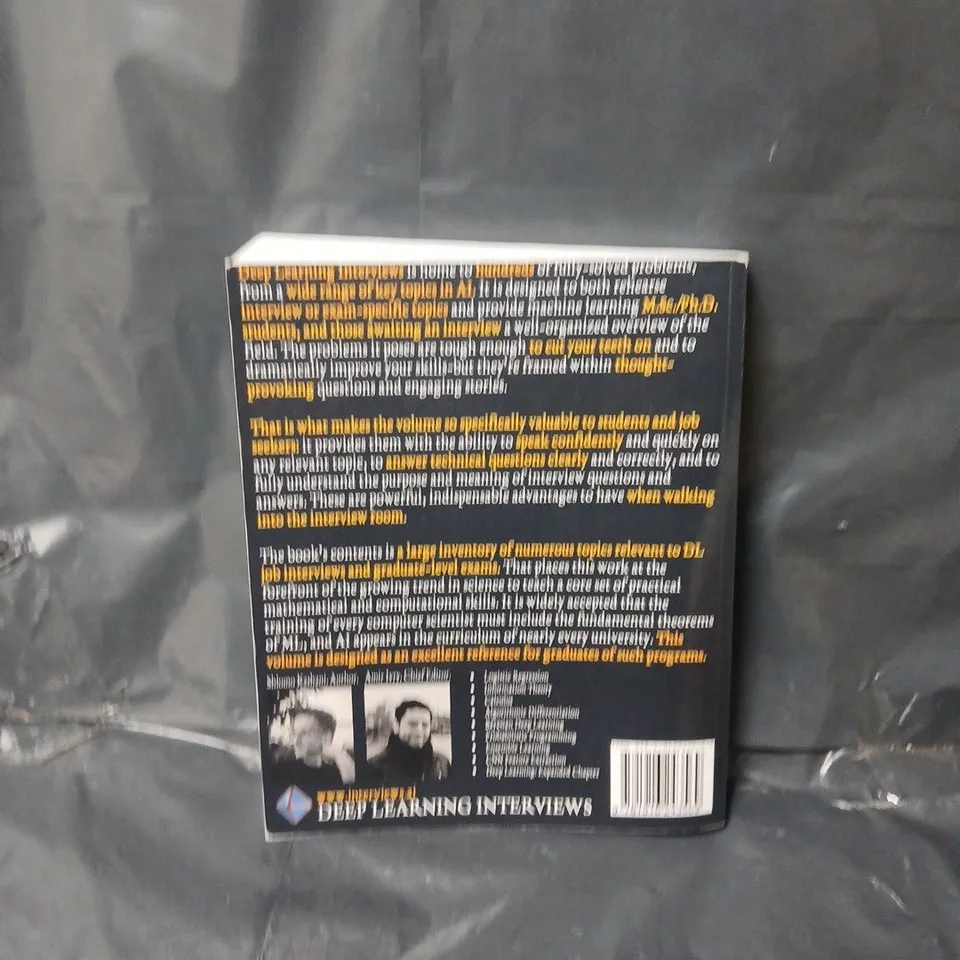 Deep Learning Interviews is home to hundreds of fully-solved problems,
from a wide range of key topics in AI. It is designed to both rehearse
interview or exam-specific topics and provide machine learning M.Sc./Ph.D.
students, and those awaiting an interview a well-organized overview of the
field. The problems it poses are tough enough to cut your teeth on and to
dramatically improve your skills-but they're framed within thought-
provoking questions and engaging stories.
That is what makes the volume so specifically valuable to students and job
seekers: it provides them with the ability to speak confidently and quickly on
any relevant topic, to answer technical questions clearly and correctly, and to
fully understand the purpose and meaning of interview questions and
answers. These are powerful, indispensable advantages to have when walking
into the interview room.
The book's contents is a large inventory of numerous topics relevant to DL
job interviews and graduate-level exams. That places this work at the
forefront of the growing trend in science to teach a core set of practical
mathematical and computational skills. It is widely accepted that the
training of every computer scientist must include the fundamental theorems
of ML, and AI appears in the curriculum of nearly every university. This
volume is designed as an excellent reference for graduates of such programs.
Author. Chief Editor
Logistic Regression
Information Theory
Calculus
Algorithmic Differentiation
Deep Learning
Deep Learning: Expanded Chapter
www.interviews.ai
DEEP LEARNING INTERVIEWS